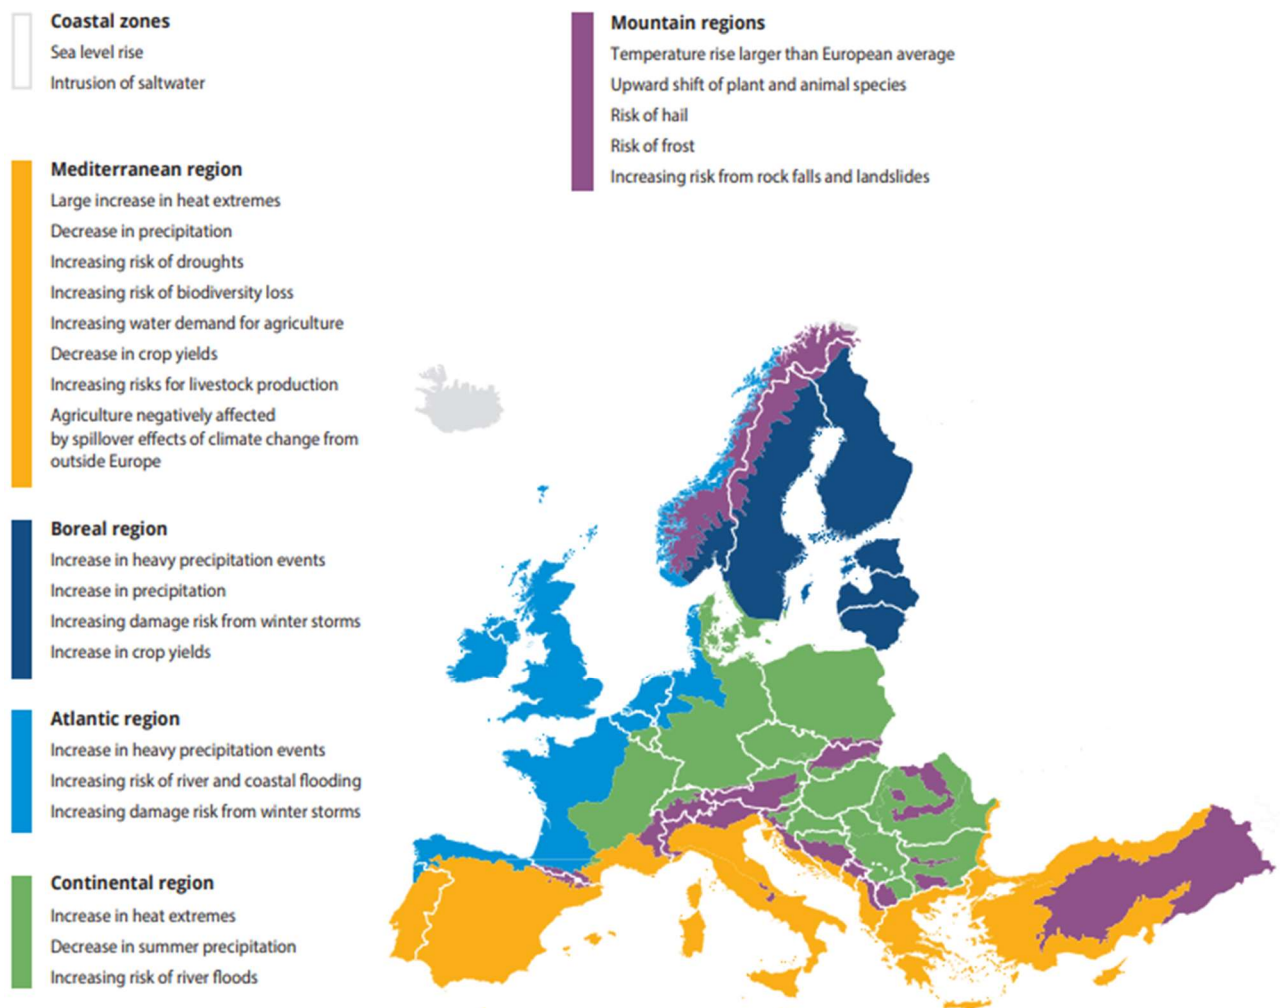 Coastal zones
Sea level rise
Intrusion of saltwater
Mountain regions
Temperature rise larger than European average
Upward shift of plant and animal species
Risk of hail
Risk of frost
Increasing risk from rock falls and landslides
Mediterranean region
Large increase in heat extremes
Decrease in precipitation
Increasing risk of droughts
Increasing risk of biodiversity loss
Increasing water demand for agriculture
Decrease in crop yields
Increasing risks for livestock production
Agriculture negatively affected
by spillover effects of climate change from
outside Europe
Boreal region
Increase in heavy precipitation events
Increase in precipitation
Increasing damage risk from winter storms
Increase in crop yields
Atlantic region
Increase in heavy precipitation events
Increasing risk of river and coastal flooding
Increasing damage risk from winter storms
Continental region
Increase in heat extremes
Decrease in summer precipitation
Increasing risk of river floods